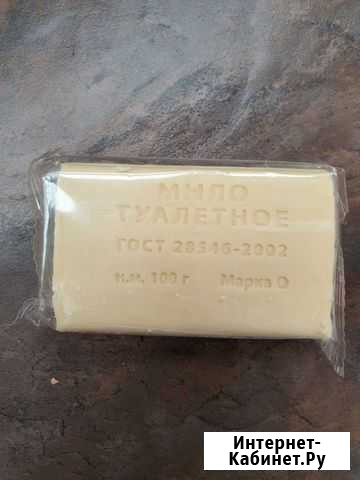 МЫЛО
ТУАЛЕТНОЕ
ГОСТ 28546-2002
н.м. 100 г Марка О
Интернет-
Кабинет.Ру